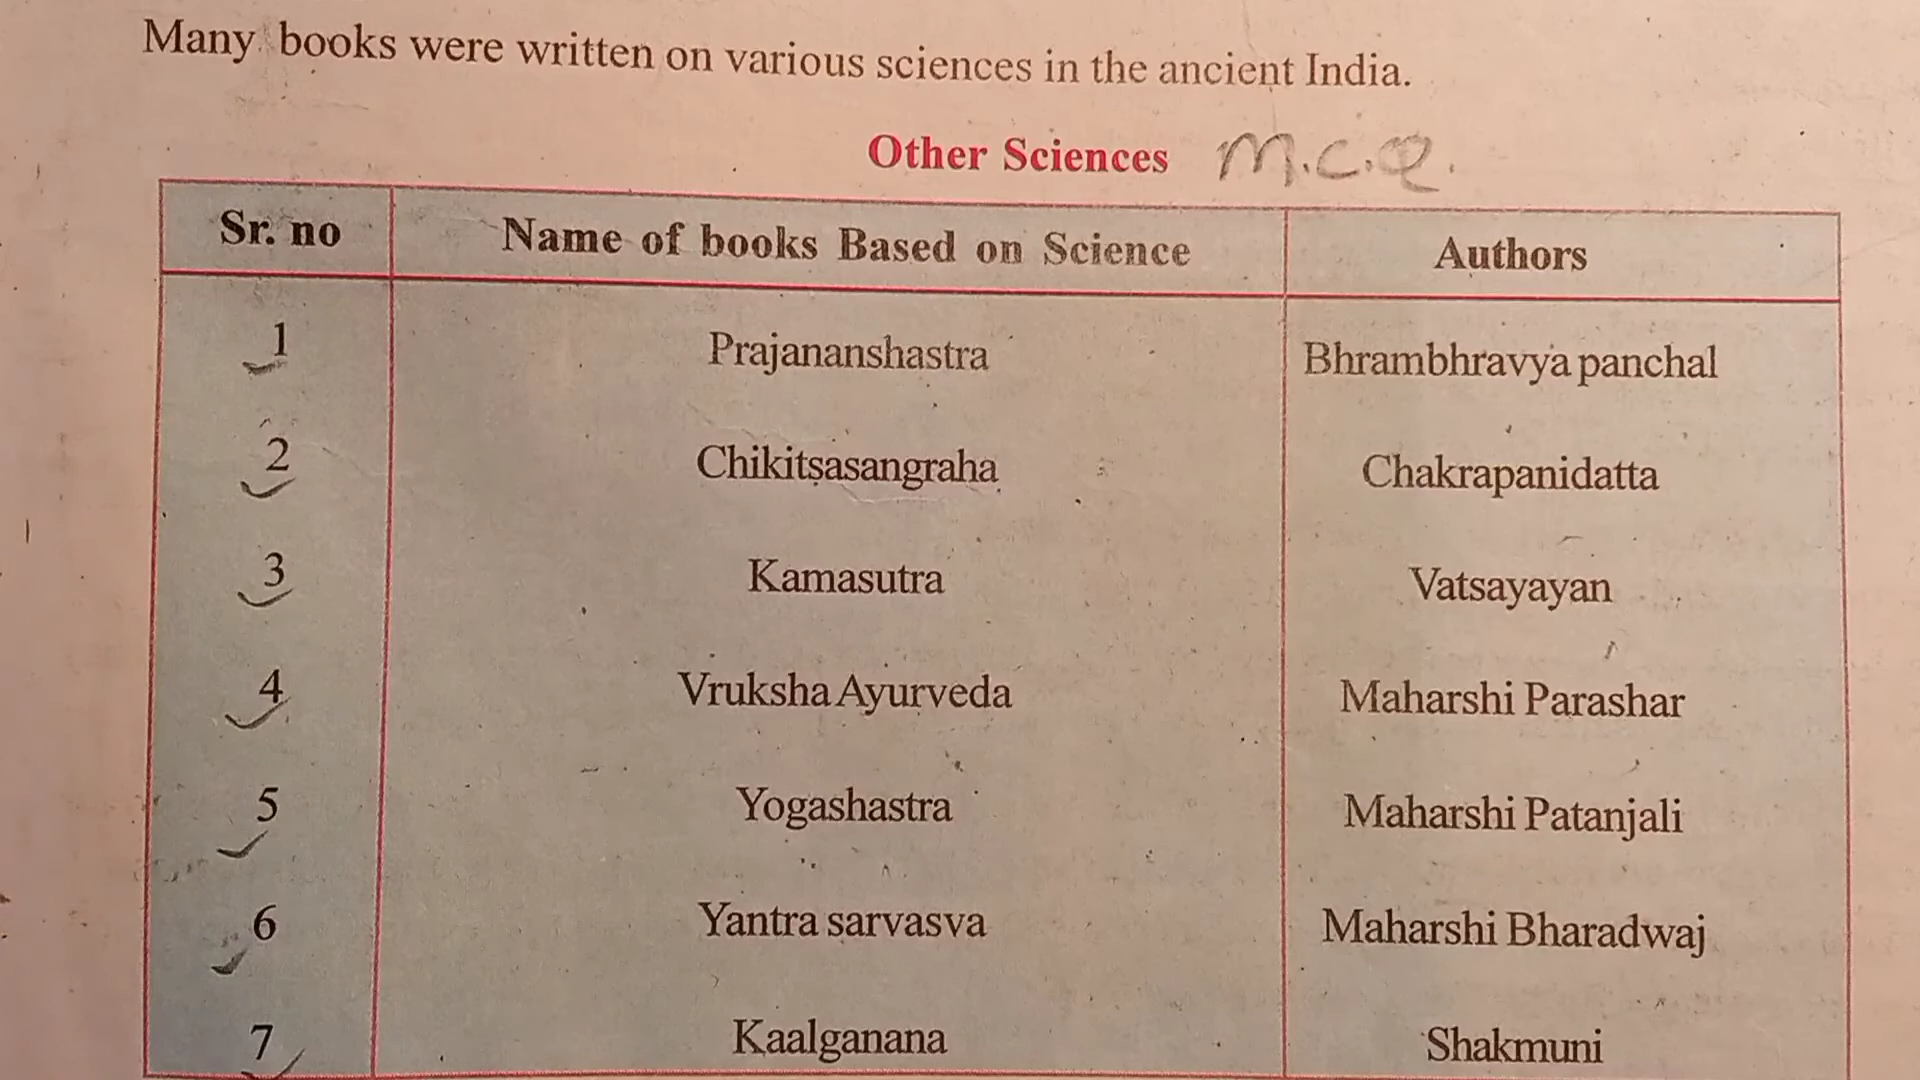 Many books were written on various sciences in the ancient India.
Other Sciences M.C.Q.
Sr. no Name of books Based on Science Authors
1 Prajananshastra Bhrambhravya panchal
2 Chikitsasangraha Chakrapanidatta
3 Kamasutra Vatsayayan
4 Vruksha Ayurveda Maharshi Parashar
5 Yogashastra Maharshi Patanjali
6 Yantra sarvasva Maharshi Bharadwaj
7 Kaalganana Shakmuni